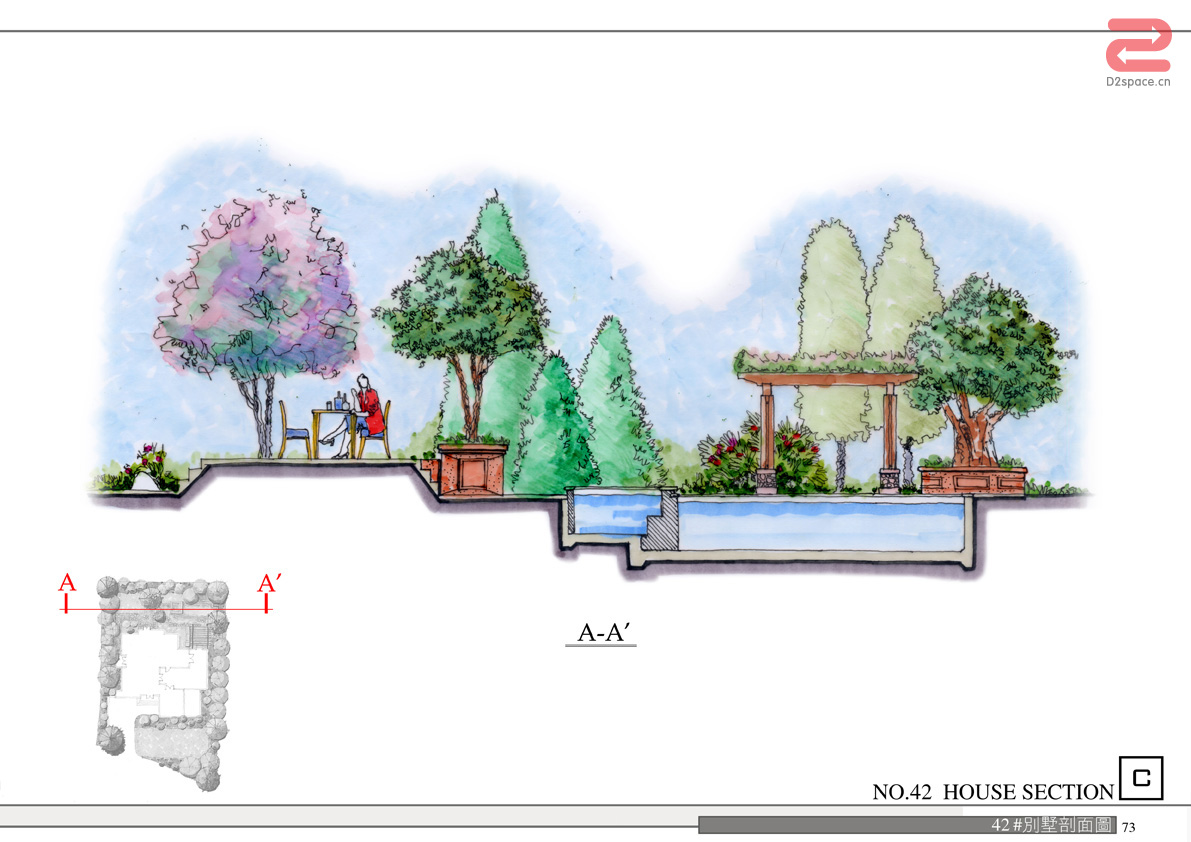 D2space.cn
A
A′
A-A′
NO.42 HOUSE SECTION
C
42#別墅剖面圖
73